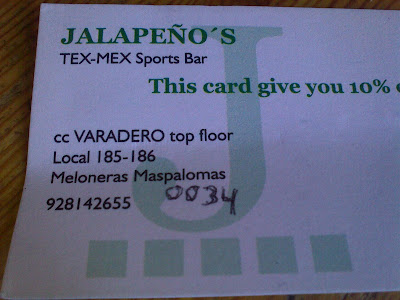 JALAPEÑO´S
TEX-MEX Sports Bar
This card give you 10%
cc VARADERO top floor
Local 185-186
Meloneras Maspalomas
928142655 0034
J